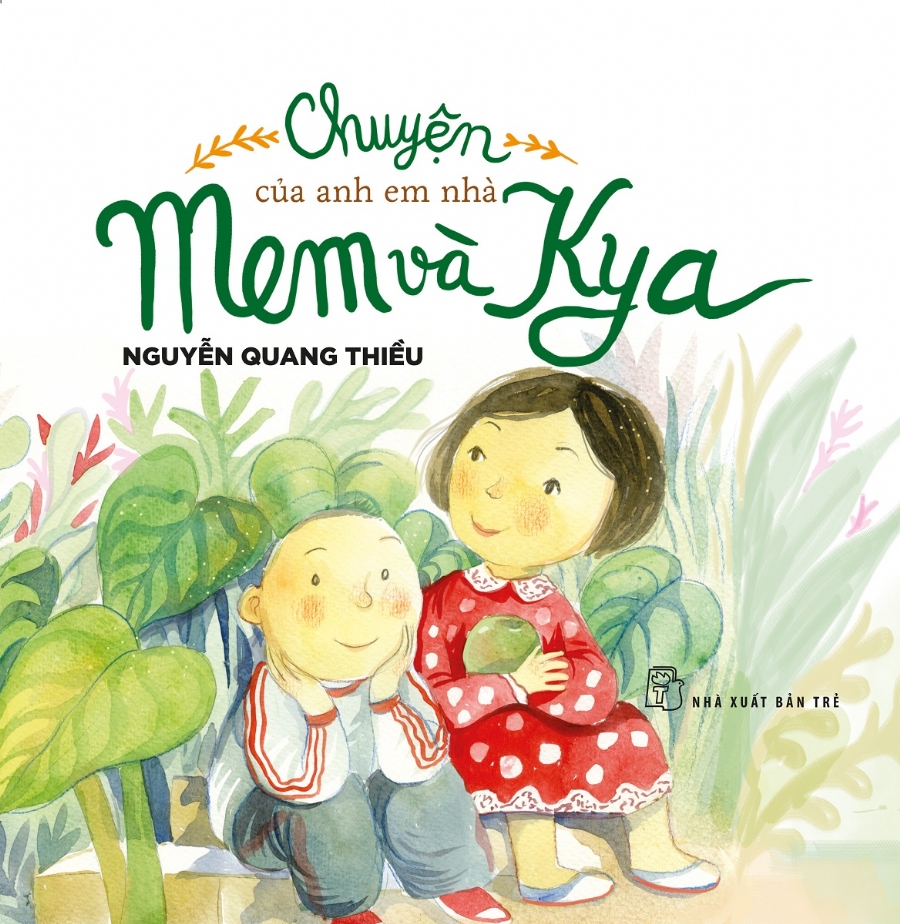 Chuyện
của anh em nhà
Mem và Kya
NGUYỄN QUANG THIỀU
NHÀ XUẤT BẢN TRẺ